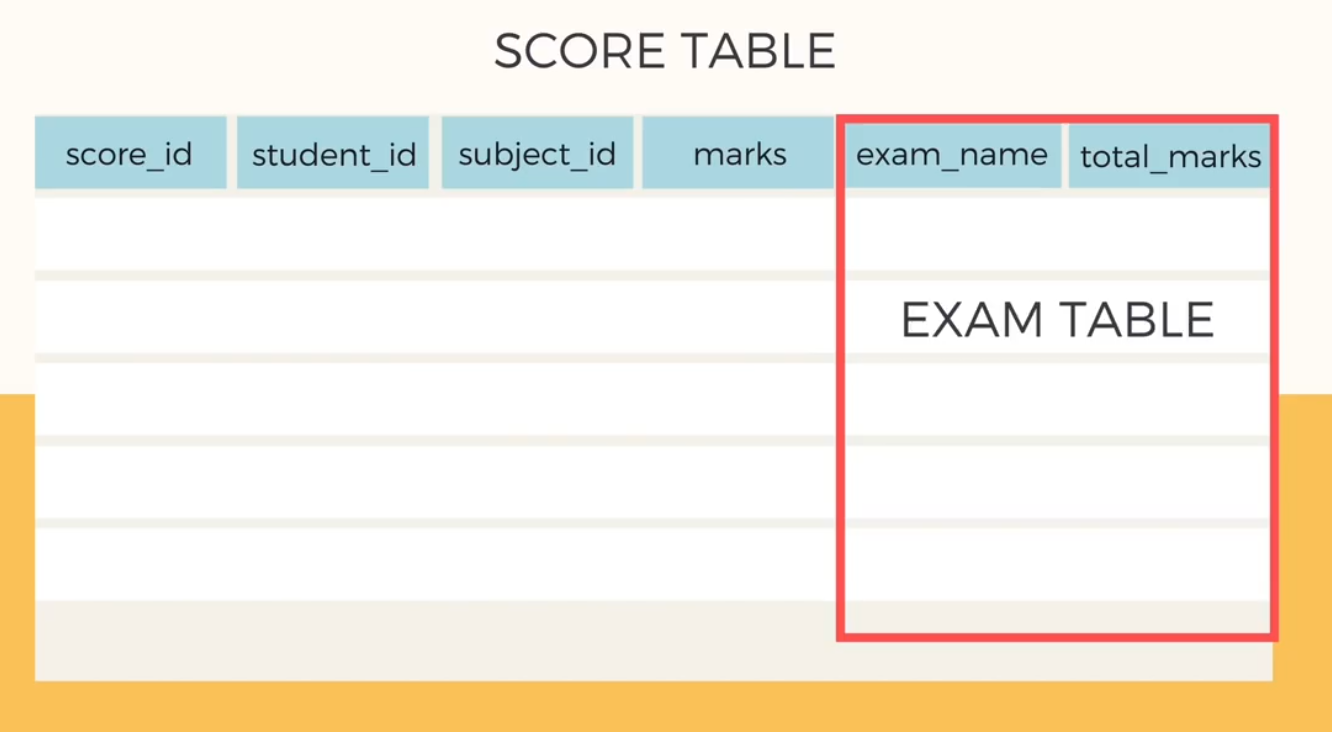 SCORE TABLE
score_id student_id subject_id marks exam_name total_marks
EXAM TABLE